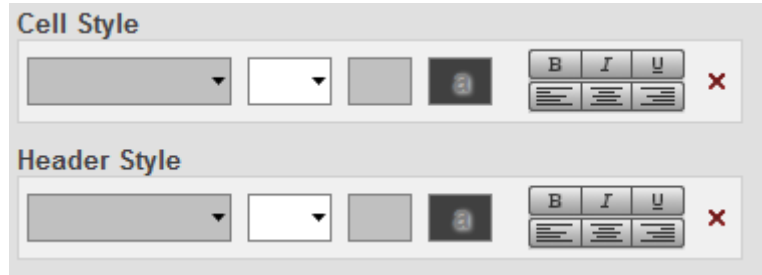 Cell Style
a
B I U
Header Style
a
B I U